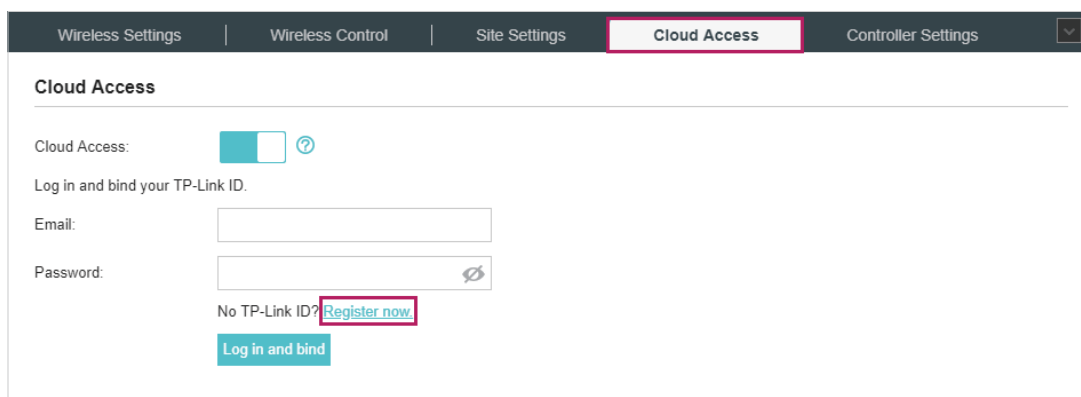 Wireless Settings | Wireless Control | Site Settings Cloud Access Controller Settings
Cloud Access
Cloud Access: ?
Log in and bind your TP-Link ID.
Email:
Password:
No TP-Link ID? Register now.
Log in and bind